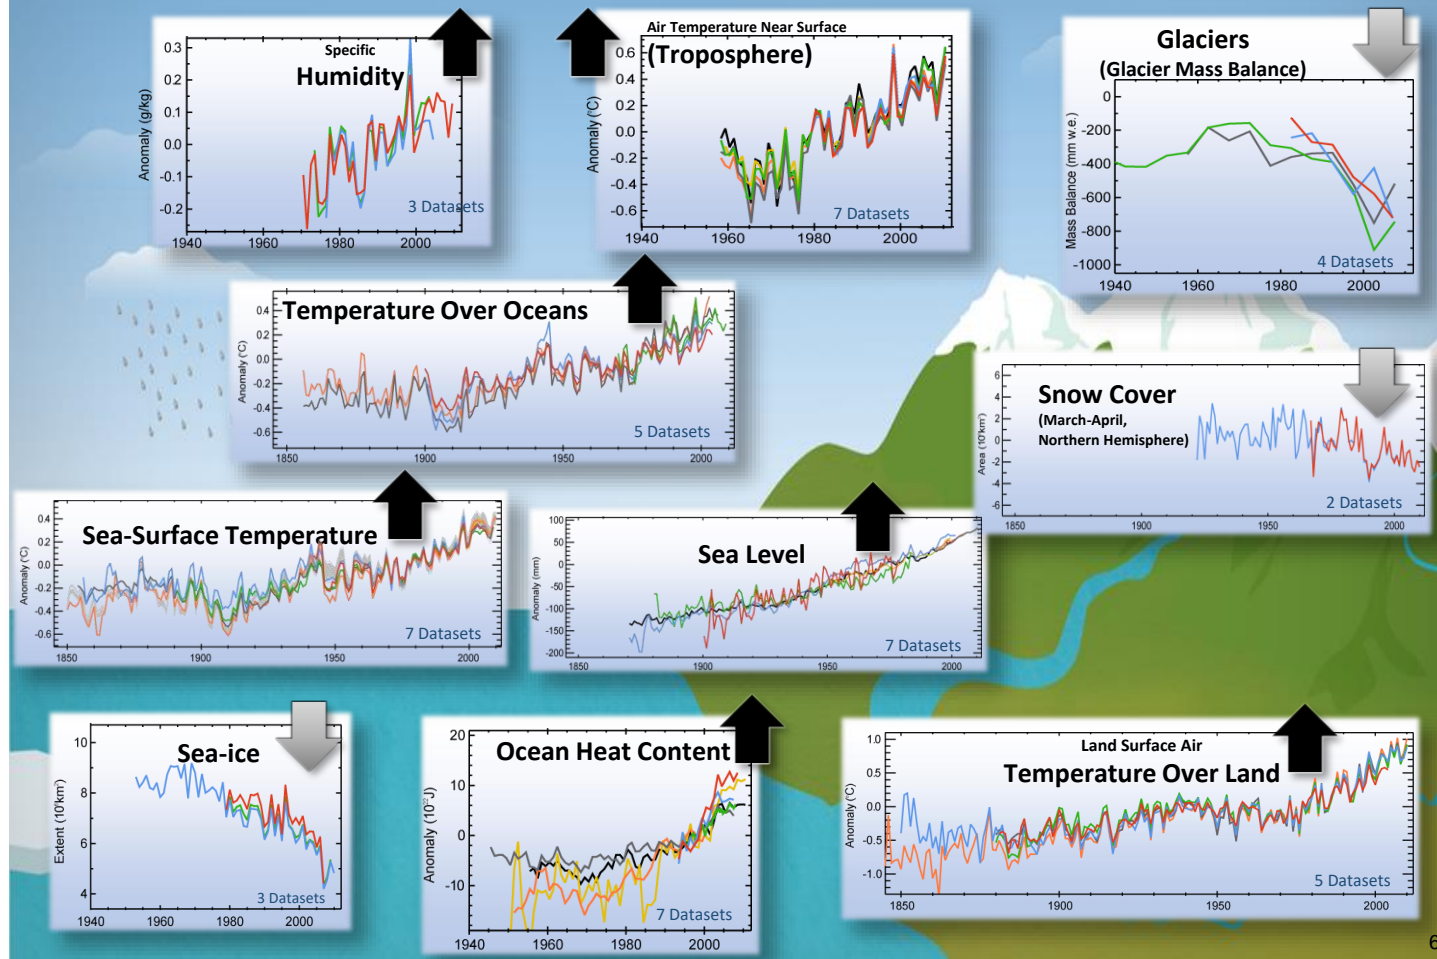 Specific
Humidity
Anomaly (g/kg)
0.3
0.2
0.1
0.0
-0.1
-0.2
3 Datasets
1940 1960 1980 2000
Air Temperature Near Surface
(Troposphere)
Anomaly (°C)
0.6
0.4
0.2
0.0
-0.2
-0.4
-0.6
7 Datasets
1940 1960 1980 2000
Glaciers
(Glacier Mass Balance)
Mass Balance (mm w.e.)
0
-200
-400
-600
-800
-1000
4 Datasets
1940 1960 1980 2000
Temperature Over Oceans
Anomaly (°C)
0.4
0.2
0.0
-0.2
-0.4
-0.6
5 Datasets
1850 1900 1950 2000
Snow Cover
(March-April,
Northern Hemisphere)
Area (10⁶km²)
6
4
2
0
-2
-4
-6
2 Datasets
1850 1900 1950 2000
Sea-Surface Temperature
Anomaly (°C)
0.4
0.2
0.0
-0.2
-0.4
-0.6
7 Datasets
1850 1900 1950 2000
Sea Level
Anomaly (mm)
100
50
0
-50
-100
-150
-200
7 Datasets
1850 1900 1950 2000
Sea-ice
Extent (10⁶km²)
10
8
6
4
3 Datasets
1940 1960 1980 2000
Ocean Heat Content
Anomaly (10²²J)
20
10
0
-10
7 Datasets
1940 1960 1980 2000
Land Surface Air
Temperature Over Land
Anomaly (°C)
1.0
0.5
0.0
-0.5
-1.0
5 Datasets
1850 1900 1950 2000
6